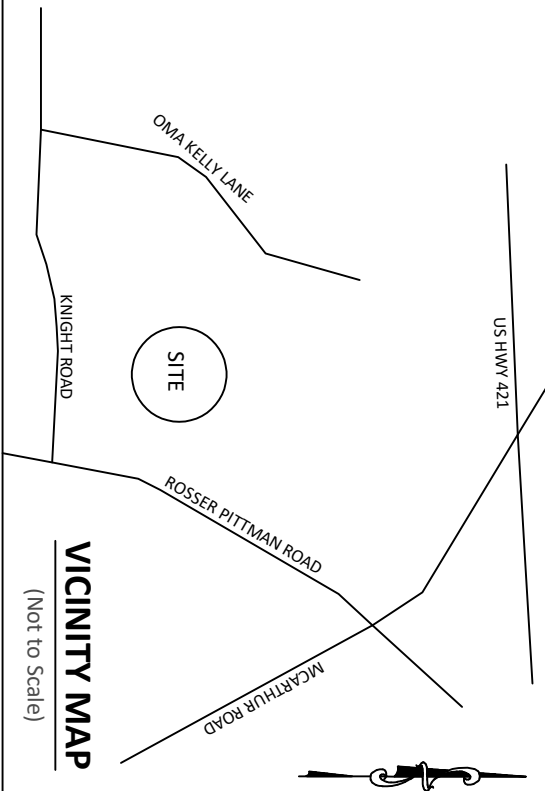 US HWY 421
OMA KELLY LANE
SITE
KNIGHT ROAD
ROSSER PITTMAN ROAD
MCARTHUR ROAD
VICINITY MAP
(Not to Scale)